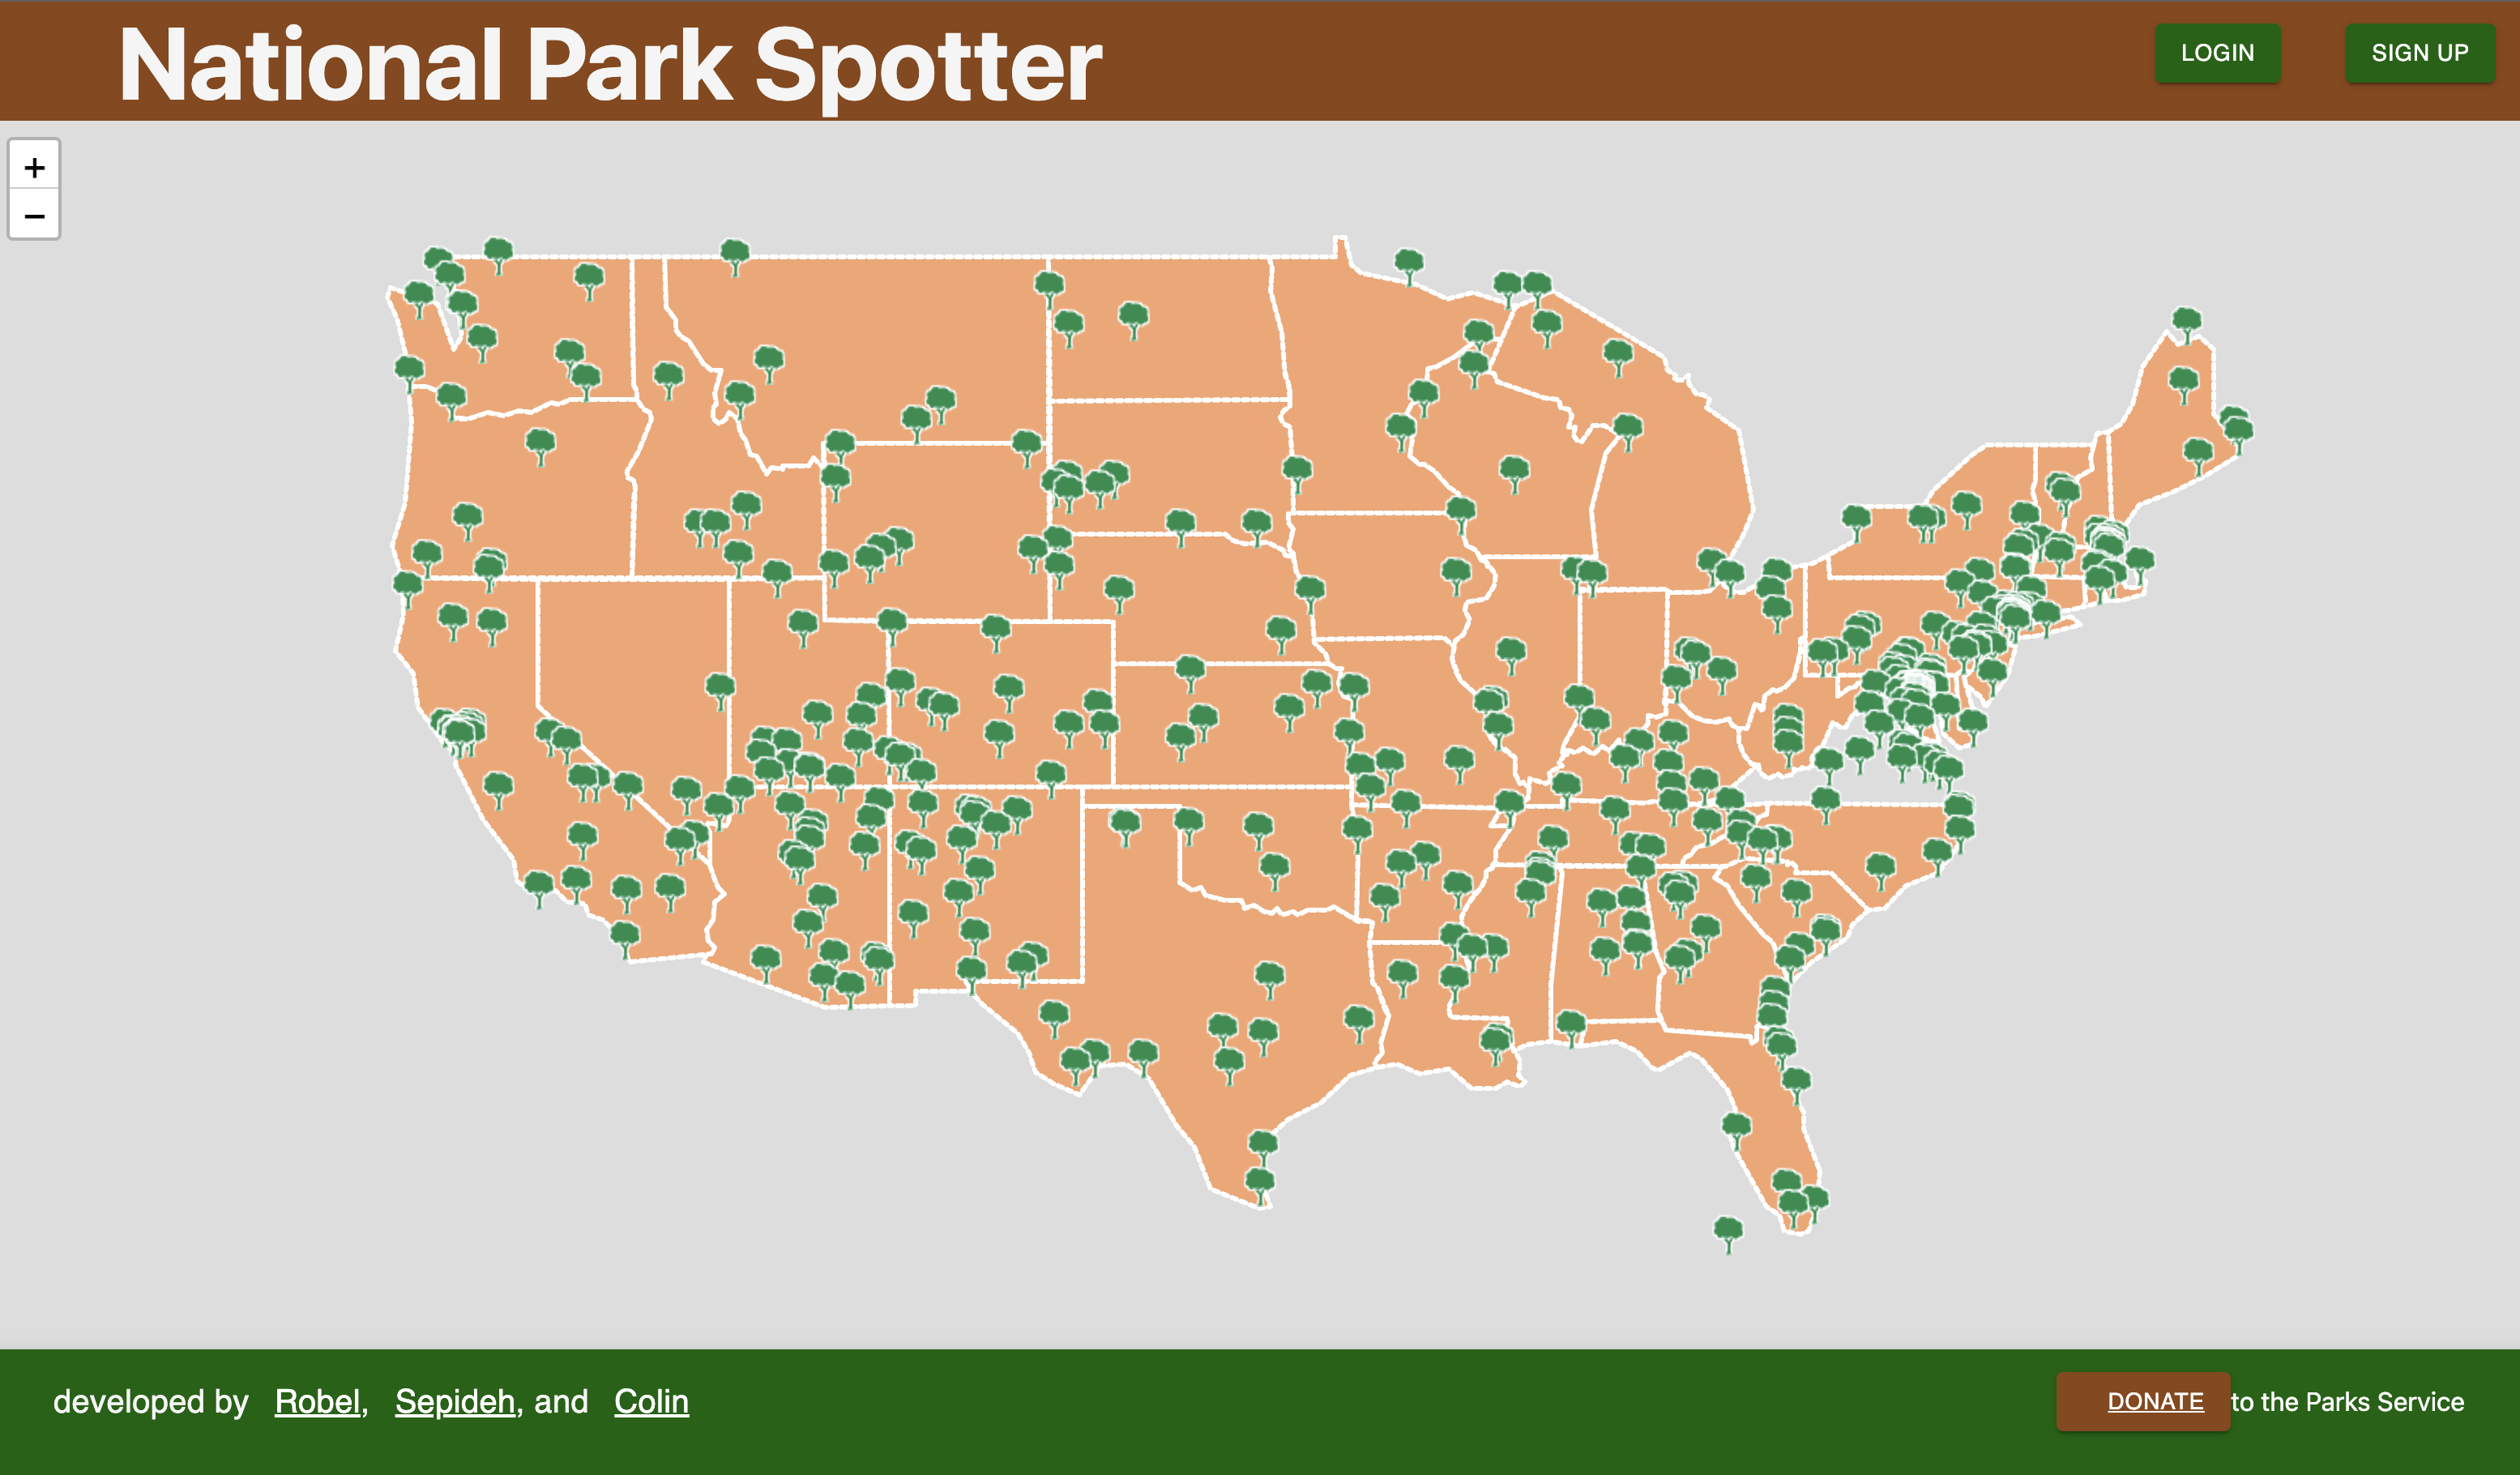 National Park Spotter
LOGIN
SIGN UP
+
−
developed by Robel, Sepideh, and Colin
DONATE to the Parks Service